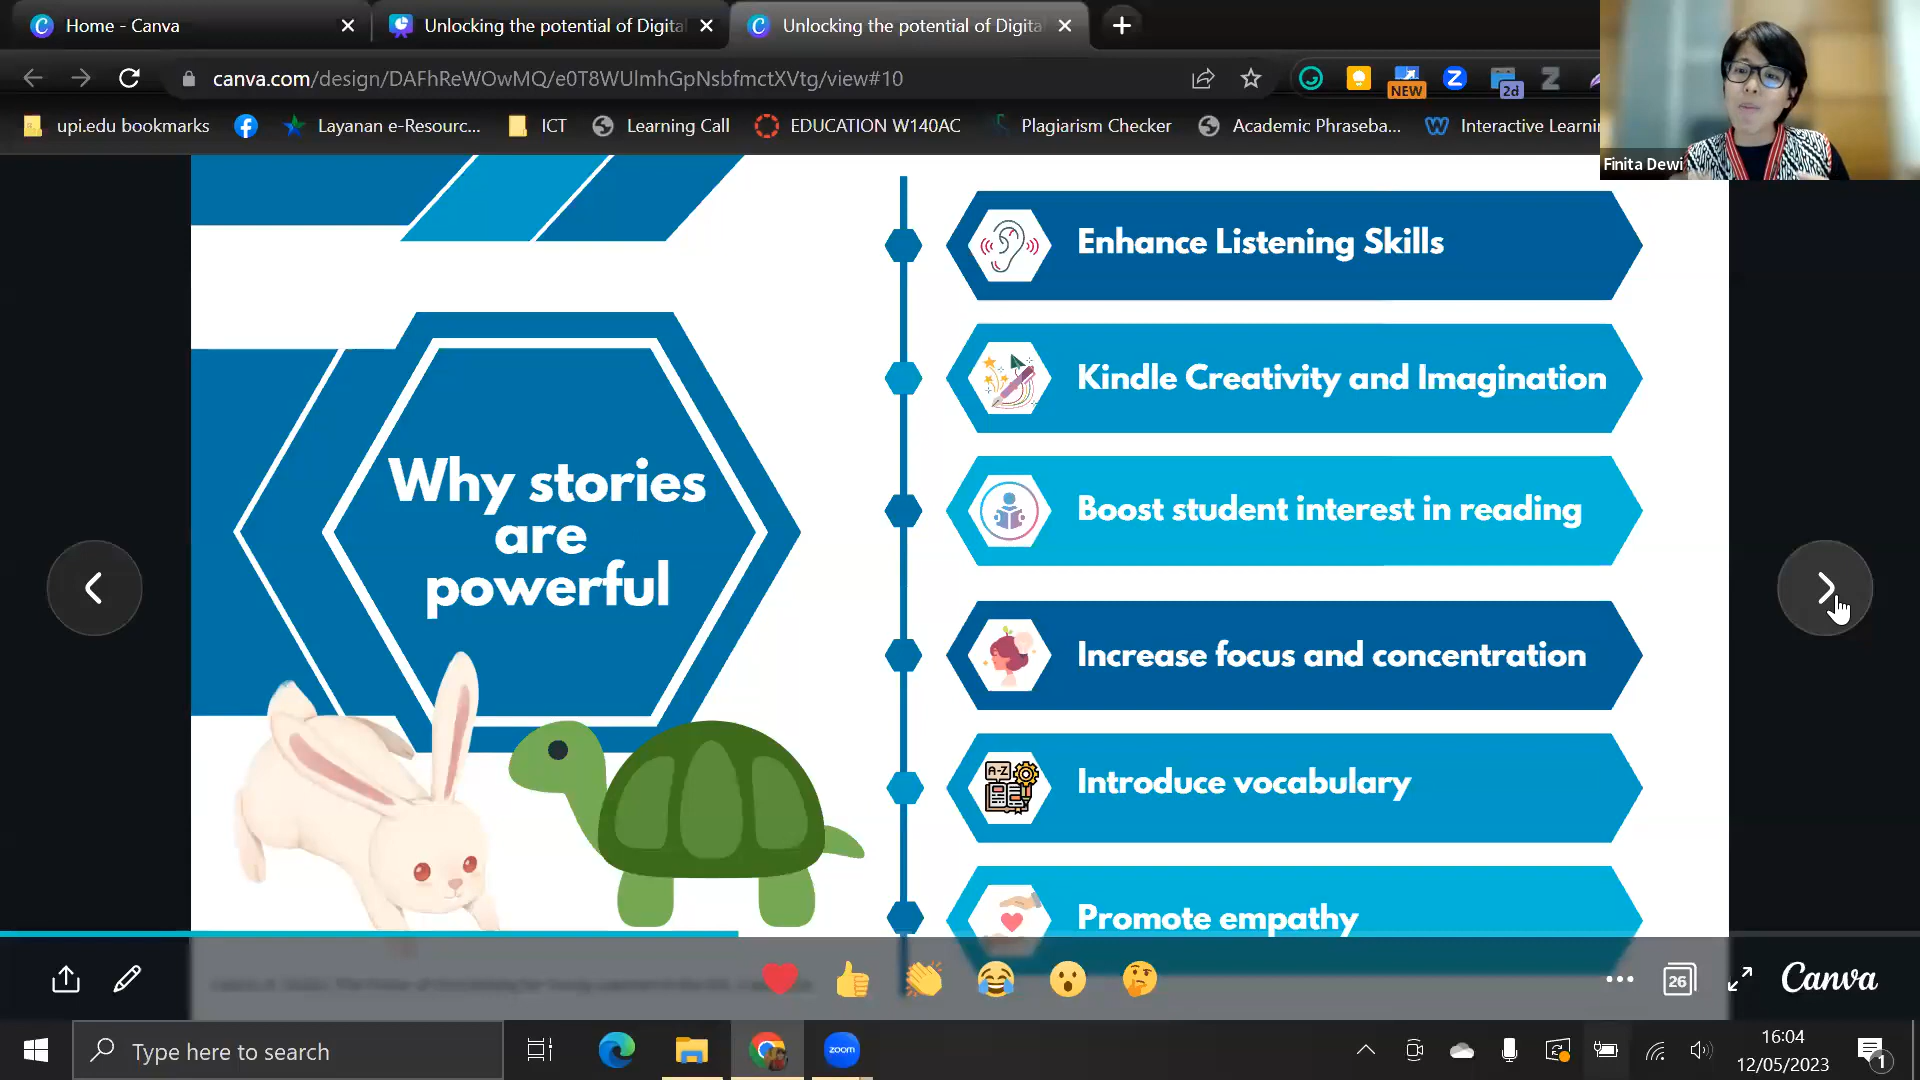 Home - Canva
Unlocking the potential of Digita
Unlocking the potential of Digita
canva.com/design/DAFhReWOwMQ/e0T8WUlmhGpNsbfmctXVtg/view#10
NEW
2d
upi.edu bookmarks
Layanan e-Resourc...
ICT
Learning Call
EDUCATION W140AC
Plagiarism Checker
Academic Phraseba...
Interactive Learni
Finita Dewi
Why stories
are
powerful
Enhance Listening Skills
Kindle Creativity and Imagination
Boost student interest in reading
Increase focus and concentration
A-Z
Introduce vocabulary
Promote empathy
26
Canva
Type here to search
zoom
16:04
12/05/2023
1